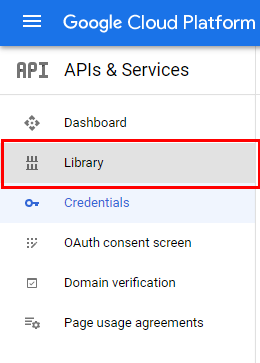 Google Cloud Platform
API APIs & Services
Dashboard
Library
Credentials
OAuth consent screen
Domain verification
Page usage agreements